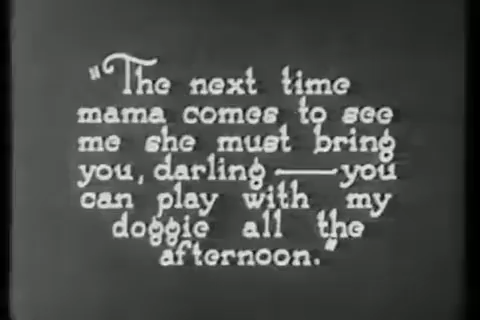 "The next time
mama comes to see
me she must bring
you, darling——you
can play with my
doggie all the
afternoon."